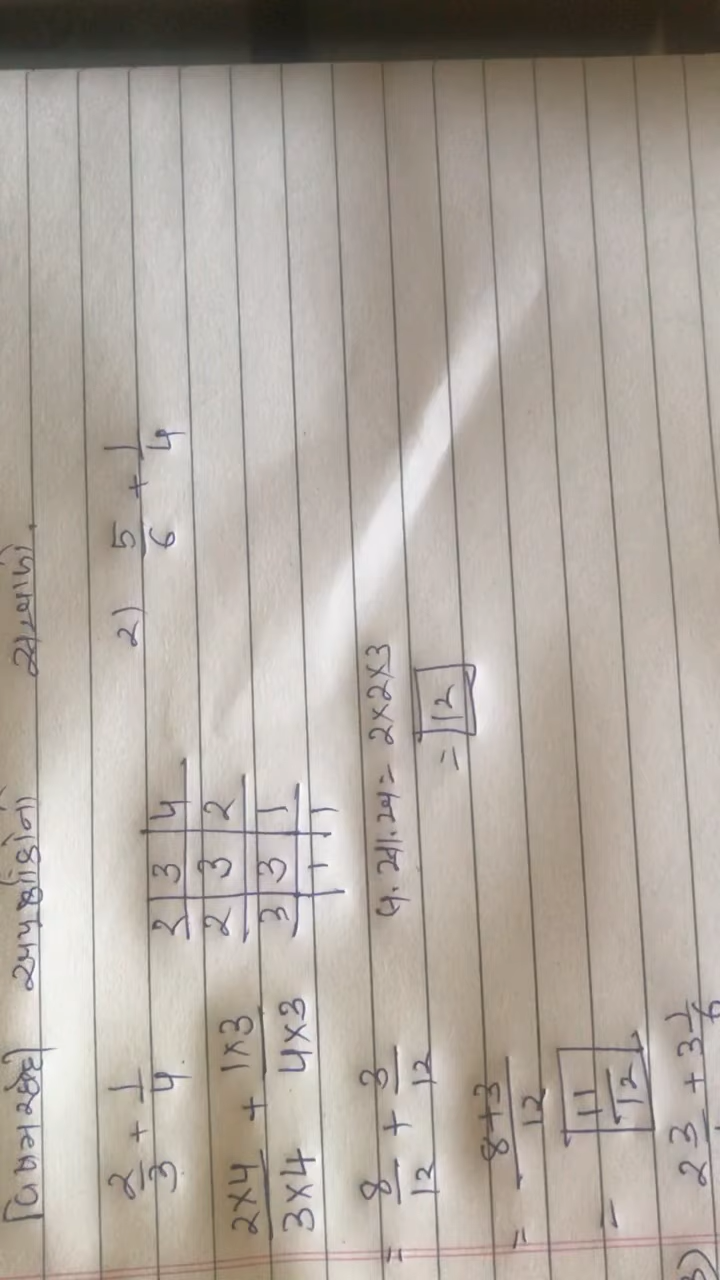 વિષમચ્છેદી અપૂર્ણાંકોનો સરવાળો.
2/3 + 1/4
2) 5/6 + 1/4
2 | 3 | 4
2 | 3 | 2
3 | 3 | 1
1 | 1
2×4/3×4 + 1×3/4×3
લ.સા.અ = 2×2×3
= 8/12 + 3/12
= 12
= 8+3/12
= 11/12
3) 2 3/ + 3 1/6